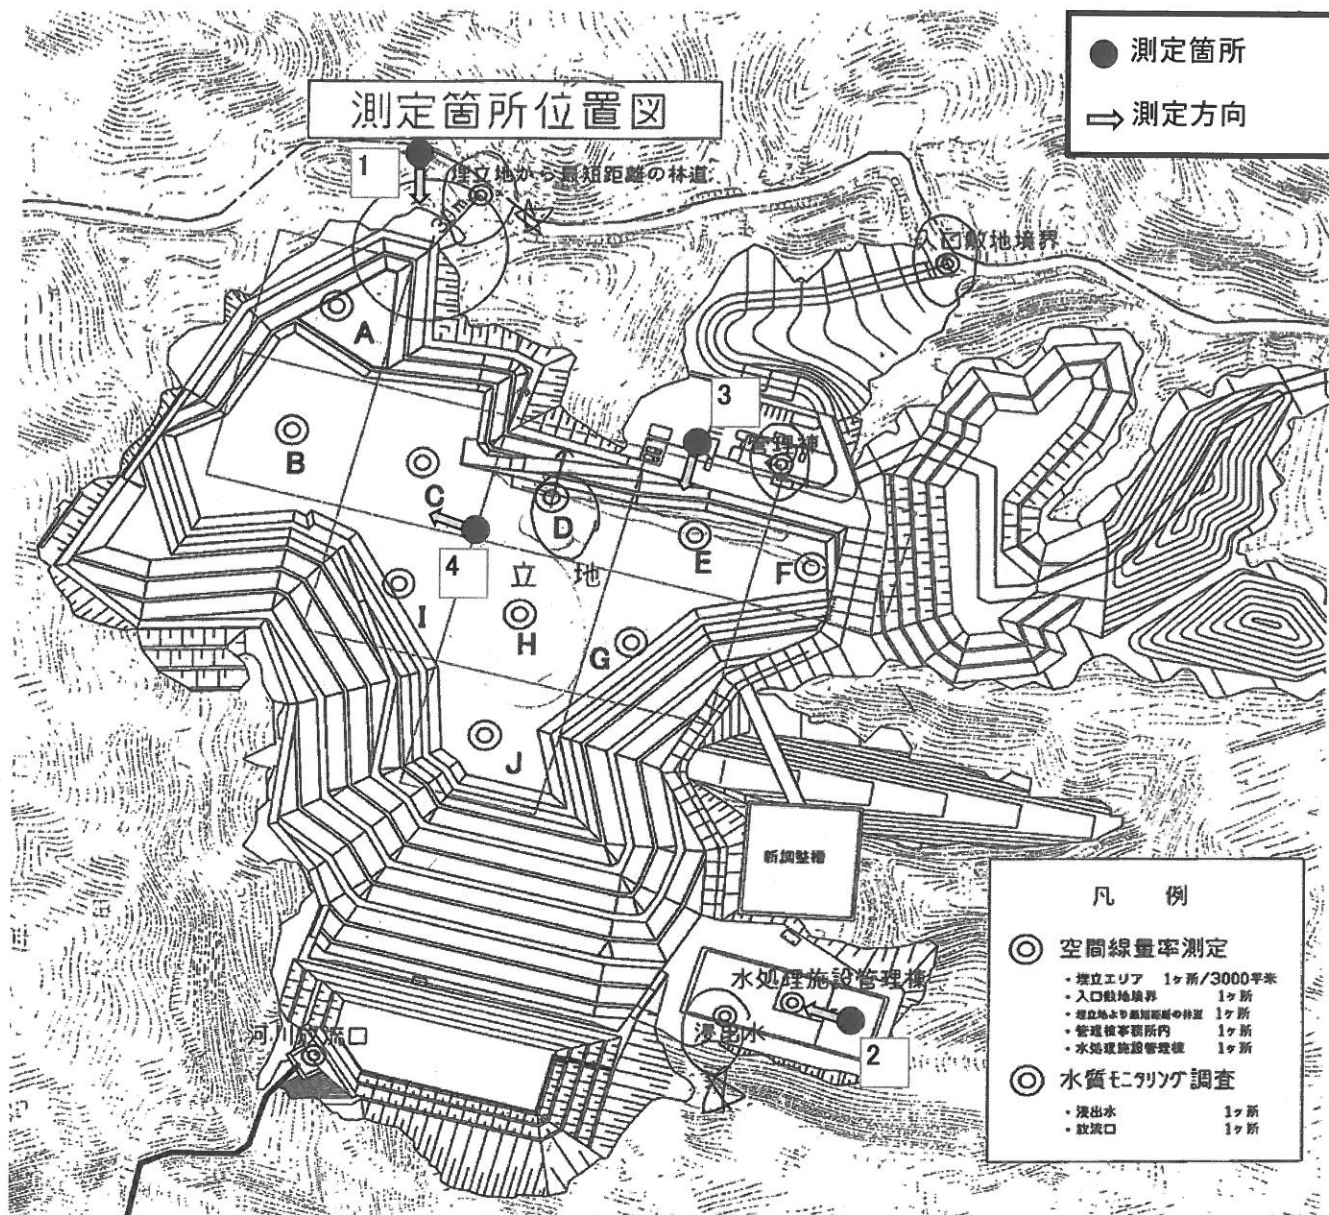 測定箇所
測定方向
測定箇所位置図
1
埋立地から最短距離の林道
30m
入口敷地境界
A
3
管理棟
B
C
D
4
E
F
立地
I
H
G
J
新調整槽
凡 例
空間線量率測定
・埋立エリア 1ヶ所/3000平米
・入口敷地境界 1ヶ所
・埋立地より最短距離の林道 1ヶ所
・管理棟事務所内 1ヶ所
・水処理施設管理棟 1ヶ所
水質モニタリング調査
・浸出水 1ヶ所
・放流口 1ヶ所
水処理施設管理棟
浸出水
2
河川放流口